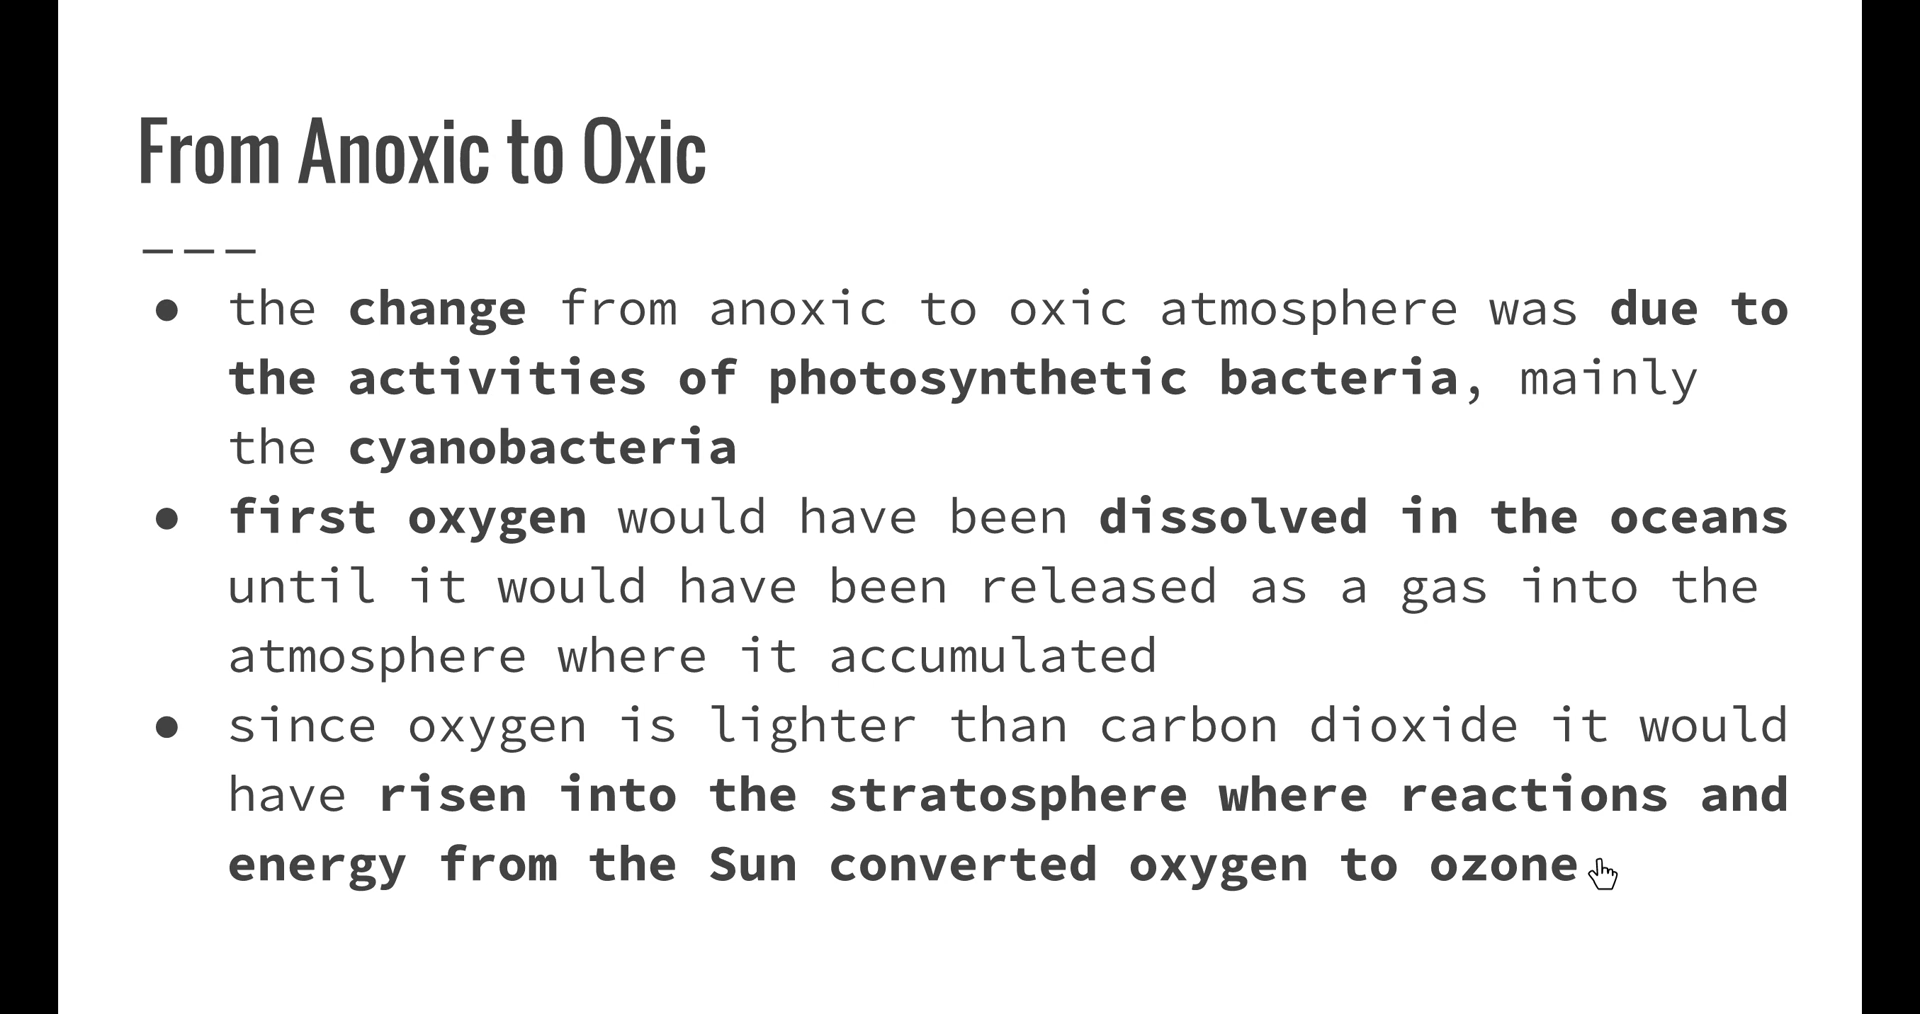 From Anoxic to Oxic
● the change from anoxic to oxic atmosphere was due to
the activities of photosynthetic bacteria, mainly
the cyanobacteria
● first oxygen would have been dissolved in the oceans
until it would have been released as a gas into the
atmosphere where it accumulated
● since oxygen is lighter than carbon dioxide it would
have risen into the stratosphere where reactions and
energy from the Sun converted oxygen to ozone